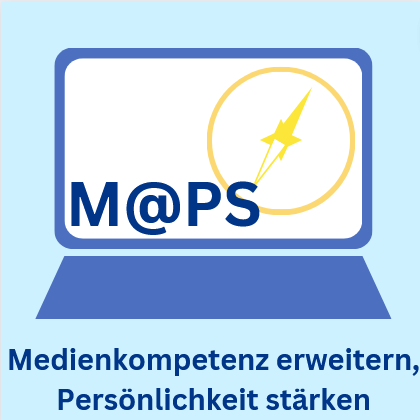 M@PS
Medienkompetenz erweitern,
Persönlichkeit stärken